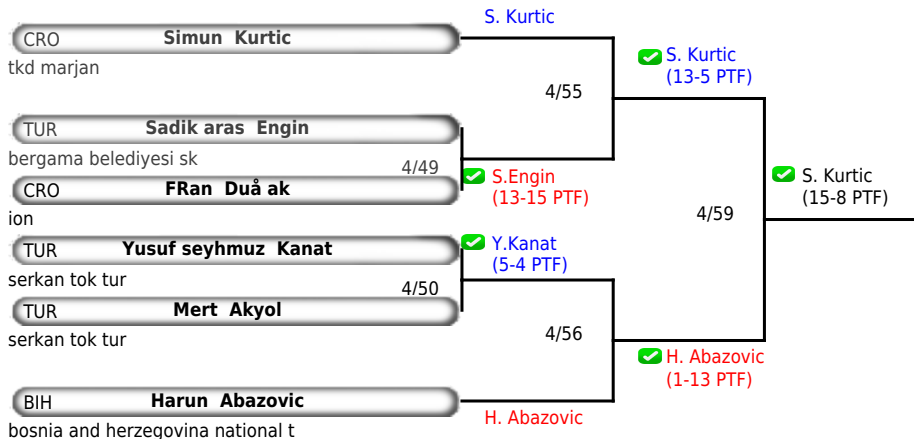 S. Kurtic
CRO Simun Kurtic
tkd marjan
S. Kurtic
(13-5 PTF)
4/55
TUR Sadik aras Engin
bergama belediyesi sk
4/49
S.Engin
(13-15 PTF)
CRO FRan Duå ak
ion
S. Kurtic
(15-8 PTF)
4/59
TUR Yusuf seyhmuz Kanat
serkan tok tur
Y.Kanat
(5-4 PTF)
4/50
TUR Mert Akyol
serkan tok tur
4/56
H. Abazovic
(1-13 PTF)
BIH Harun Abazovic
bosnia and herzegovina national t
H. Abazovic